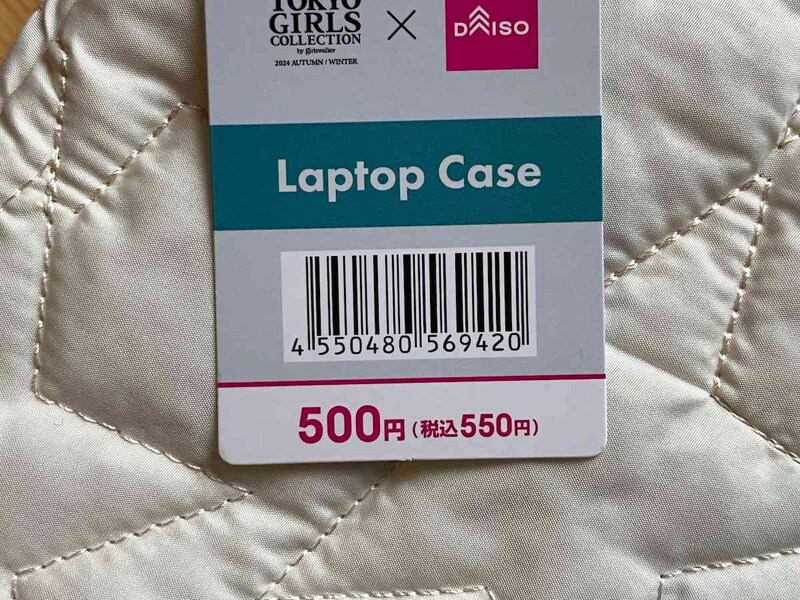 TOKYO
GIRLS
COLLECTION
by girlswalker
2024 AUTUMN / WINTER
×
DAISO
Laptop Case
4 550480 569420
500円(税込550円)